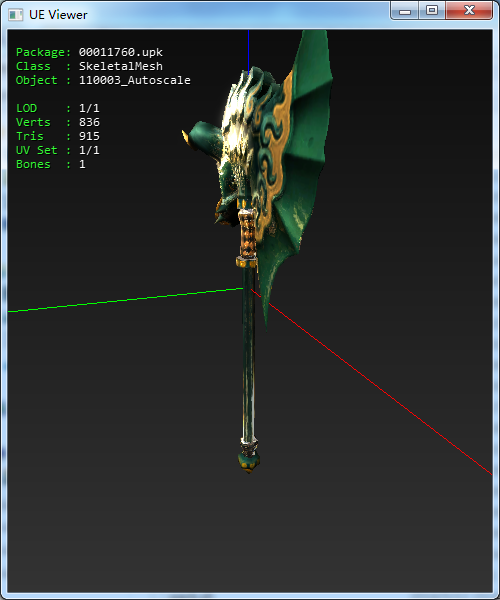 UE Viewer
Package: 00011760.upk
Class  : SkeletalMesh
Object : 110003_Autoscale
LOD    : 1/1
Verts  : 836
Tris   : 915
UV Set : 1/1
Bones  : 1